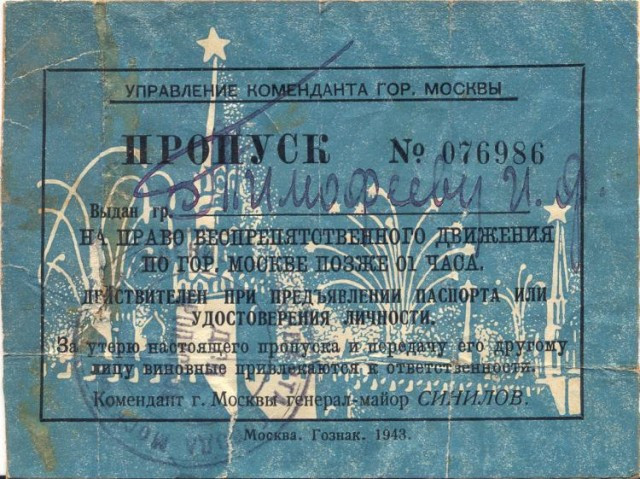 УПРАВЛЕНИЕ КОМЕНДАНТА ГОР. МОСКВЫ
ПРОПУСК № 076986
Выдан гр. Тимофееву И. Я.
НА ПРАВО БЕСПРЕПЯТСТВЕННОГО ДВИЖЕНИЯ
ПО ГОР. МОСКВЕ ПОЗЖЕ 01 ЧАСА.
ДЕЙСТВИТЕЛЕН ПРИ ПРЕДЪЯВЛЕНИИ ПАСПОРТА ИЛИ
УДОСТОВЕРЕНИЯ ЛИЧНОСТИ.
За утерю настоящего пропуска и передачу его другому
лицу виновные привлекаются к ответственности.
Комендант г. Москвы генерал-майор СИНИЛОВ.
Москва. Гознак. 1943.